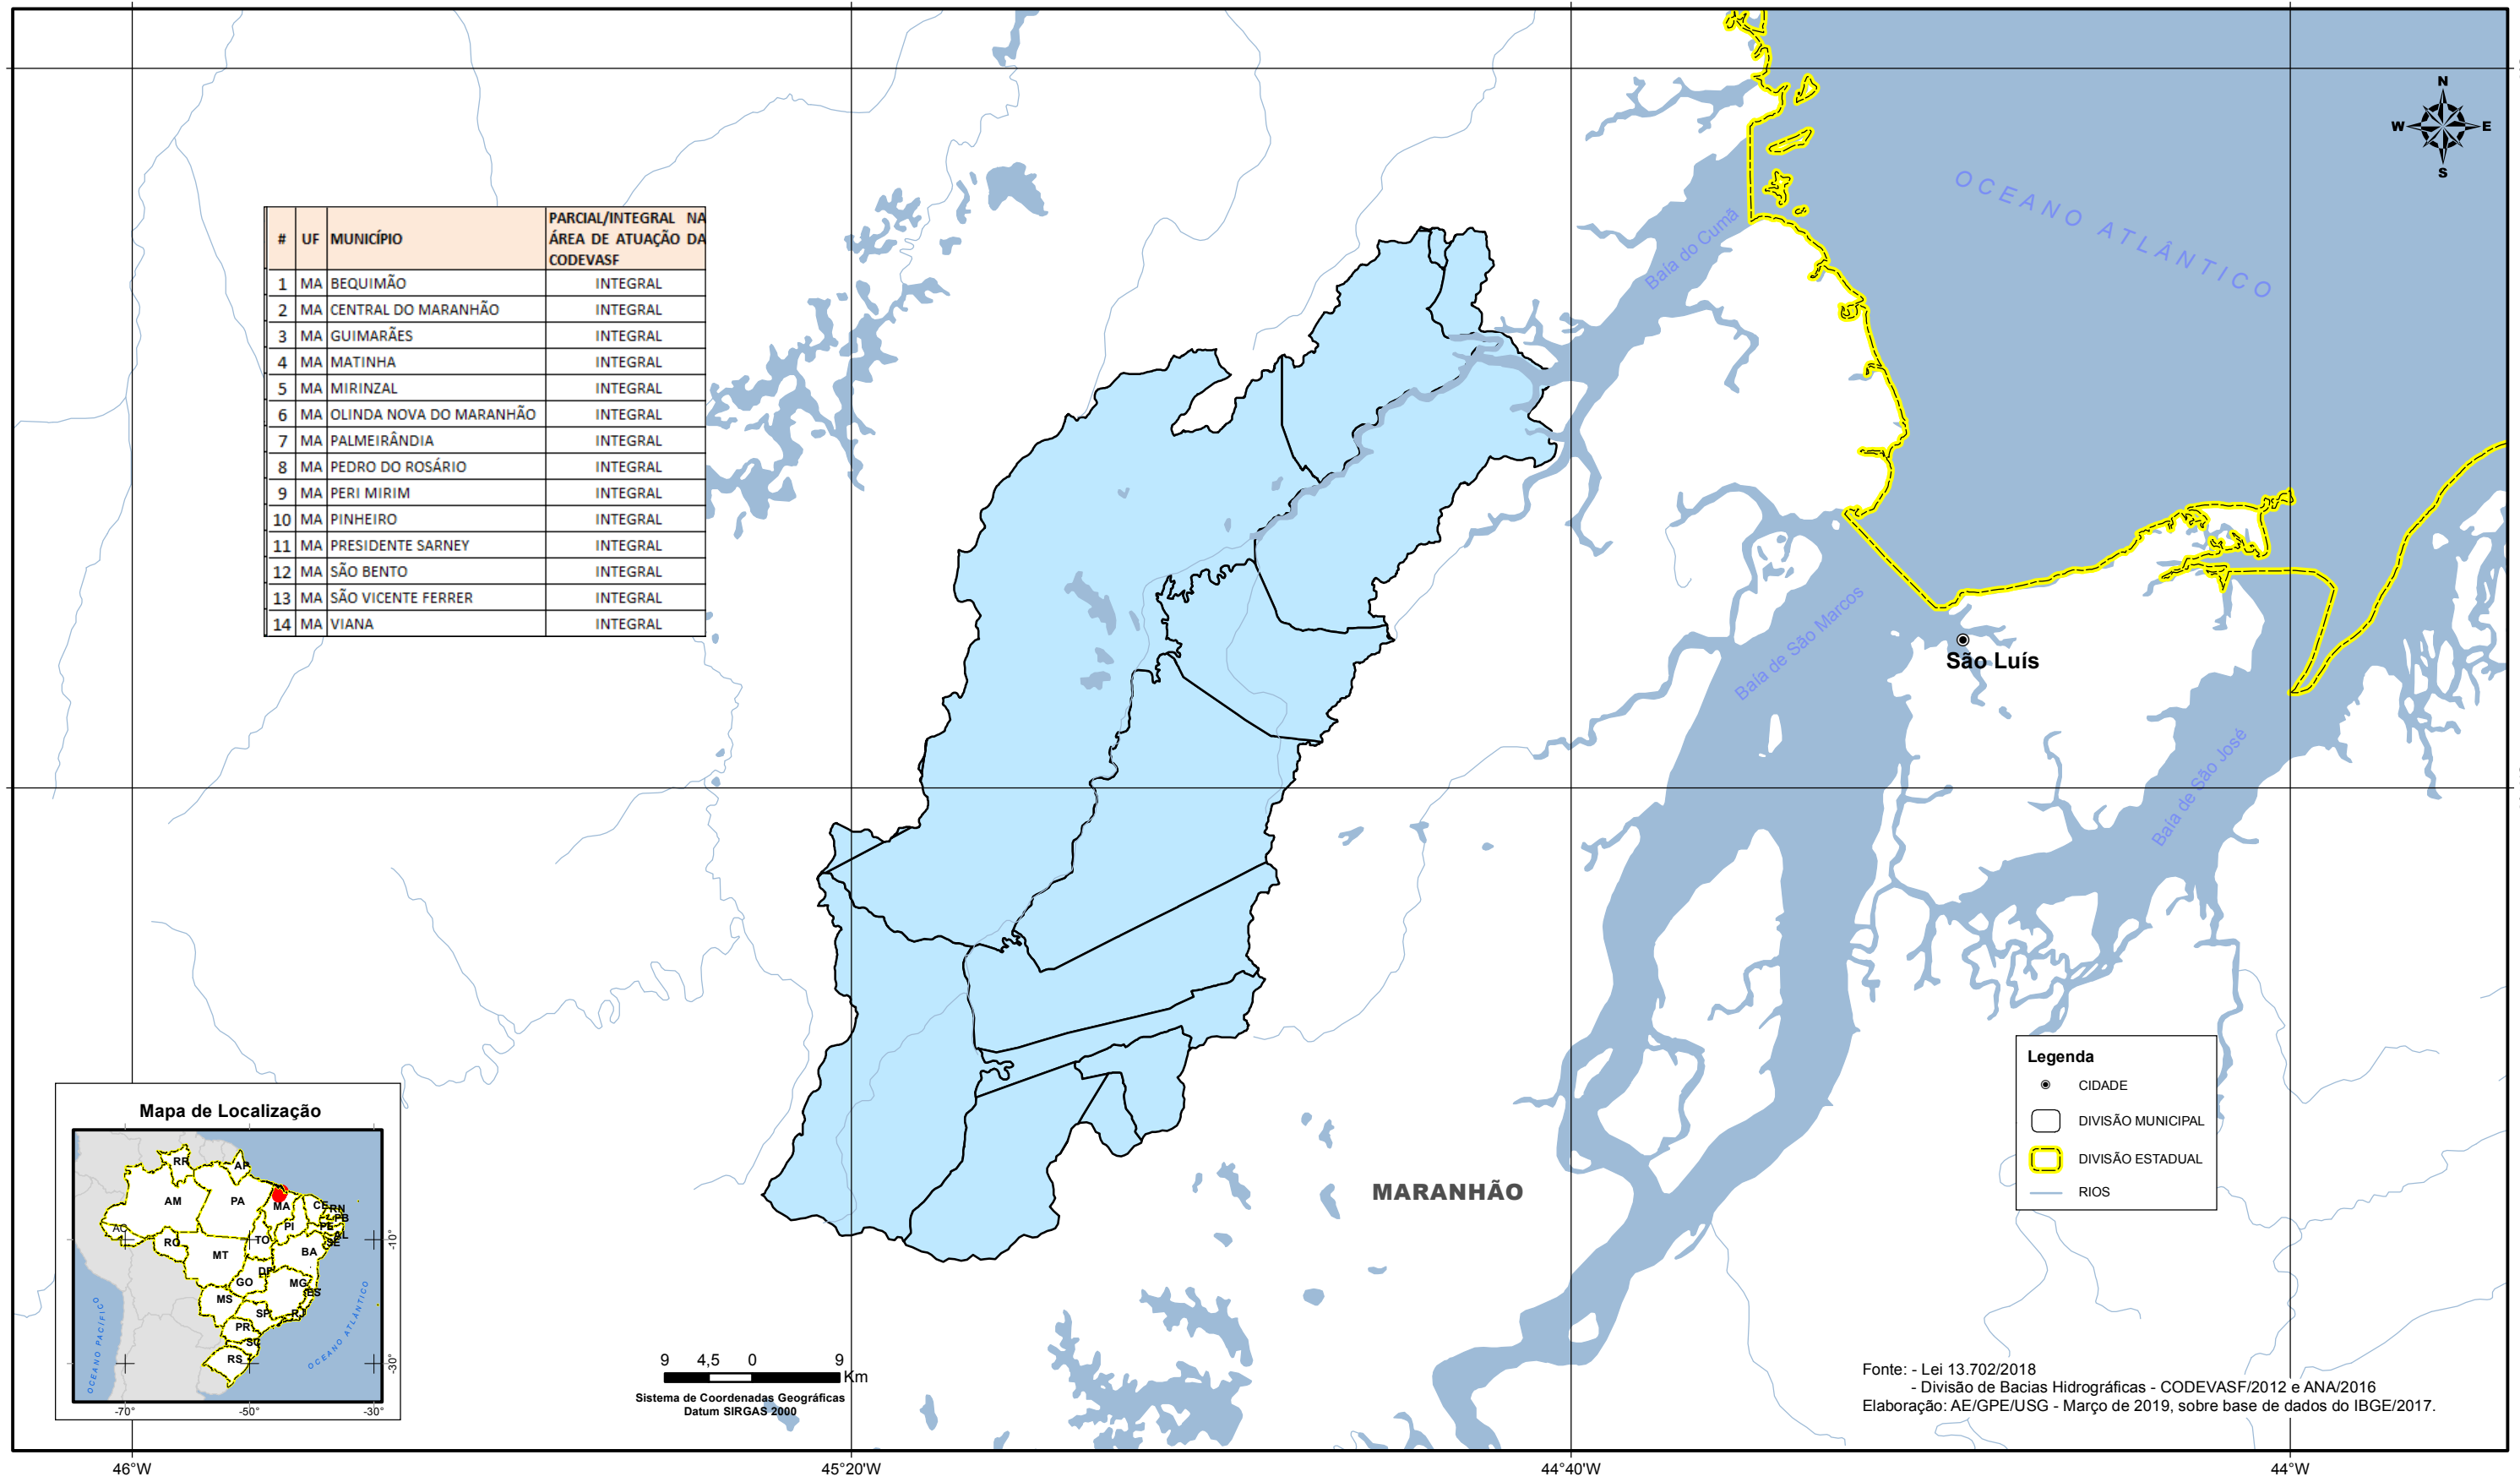 N
W E
S
OCEANO ATLÂNTICO
Baía do Cumã
# UF MUNICÍPIO PARCIAL/INTEGRAL NA
ÁREA DE ATUAÇÃO DA
CODEVASF
1 MA BEQUIMÃO INTEGRAL
2 MA CENTRAL DO MARANHÃO INTEGRAL
3 MA GUIMARÃES INTEGRAL
4 MA MATINHA INTEGRAL
5 MA MIRINZAL INTEGRAL
6 MA OLINDA NOVA DO MARANHÃO INTEGRAL
7 MA PALMEIRÂNDIA INTEGRAL
8 MA PEDRO DO ROSÁRIO INTEGRAL
9 MA PERI MIRIM INTEGRAL
10 MA PINHEIRO INTEGRAL
11 MA PRESIDENTE SARNEY INTEGRAL
12 MA SÃO BENTO INTEGRAL
13 MA SÃO VICENTE FERRER INTEGRAL
14 MA VIANA INTEGRAL
Baía de São Marcos
São Luís
Baía de São José
MARANHÃO
Legenda
CIDADE
DIVISÃO MUNICIPAL
DIVISÃO ESTADUAL
RIOS
Mapa de Localização
RR
AP
AM
PA
MA
CE
RN
PB
PE
AL
SE
PI
AC
RO
TO
MT
BA
DF
GO
MG
ES
MS
SP
RJ
PR
SC
RS
OCEANO PACÍFICO
OCEANO ATLÂNTICO
-10°
-30°
-70° -50° -30°
9 4,5 0 9
Km
Sistema de Coordenadas Geográficas
Datum SIRGAS 2000
Fonte: - Lei 13.702/2018
- Divisão de Bacias Hidrográficas - CODEVASF/2012 e ANA/2016
Elaboração: AE/GPE/USG - Março de 2019, sobre base de dados do IBGE/2017.
46°W 45°20'W 44°40'W 44°W